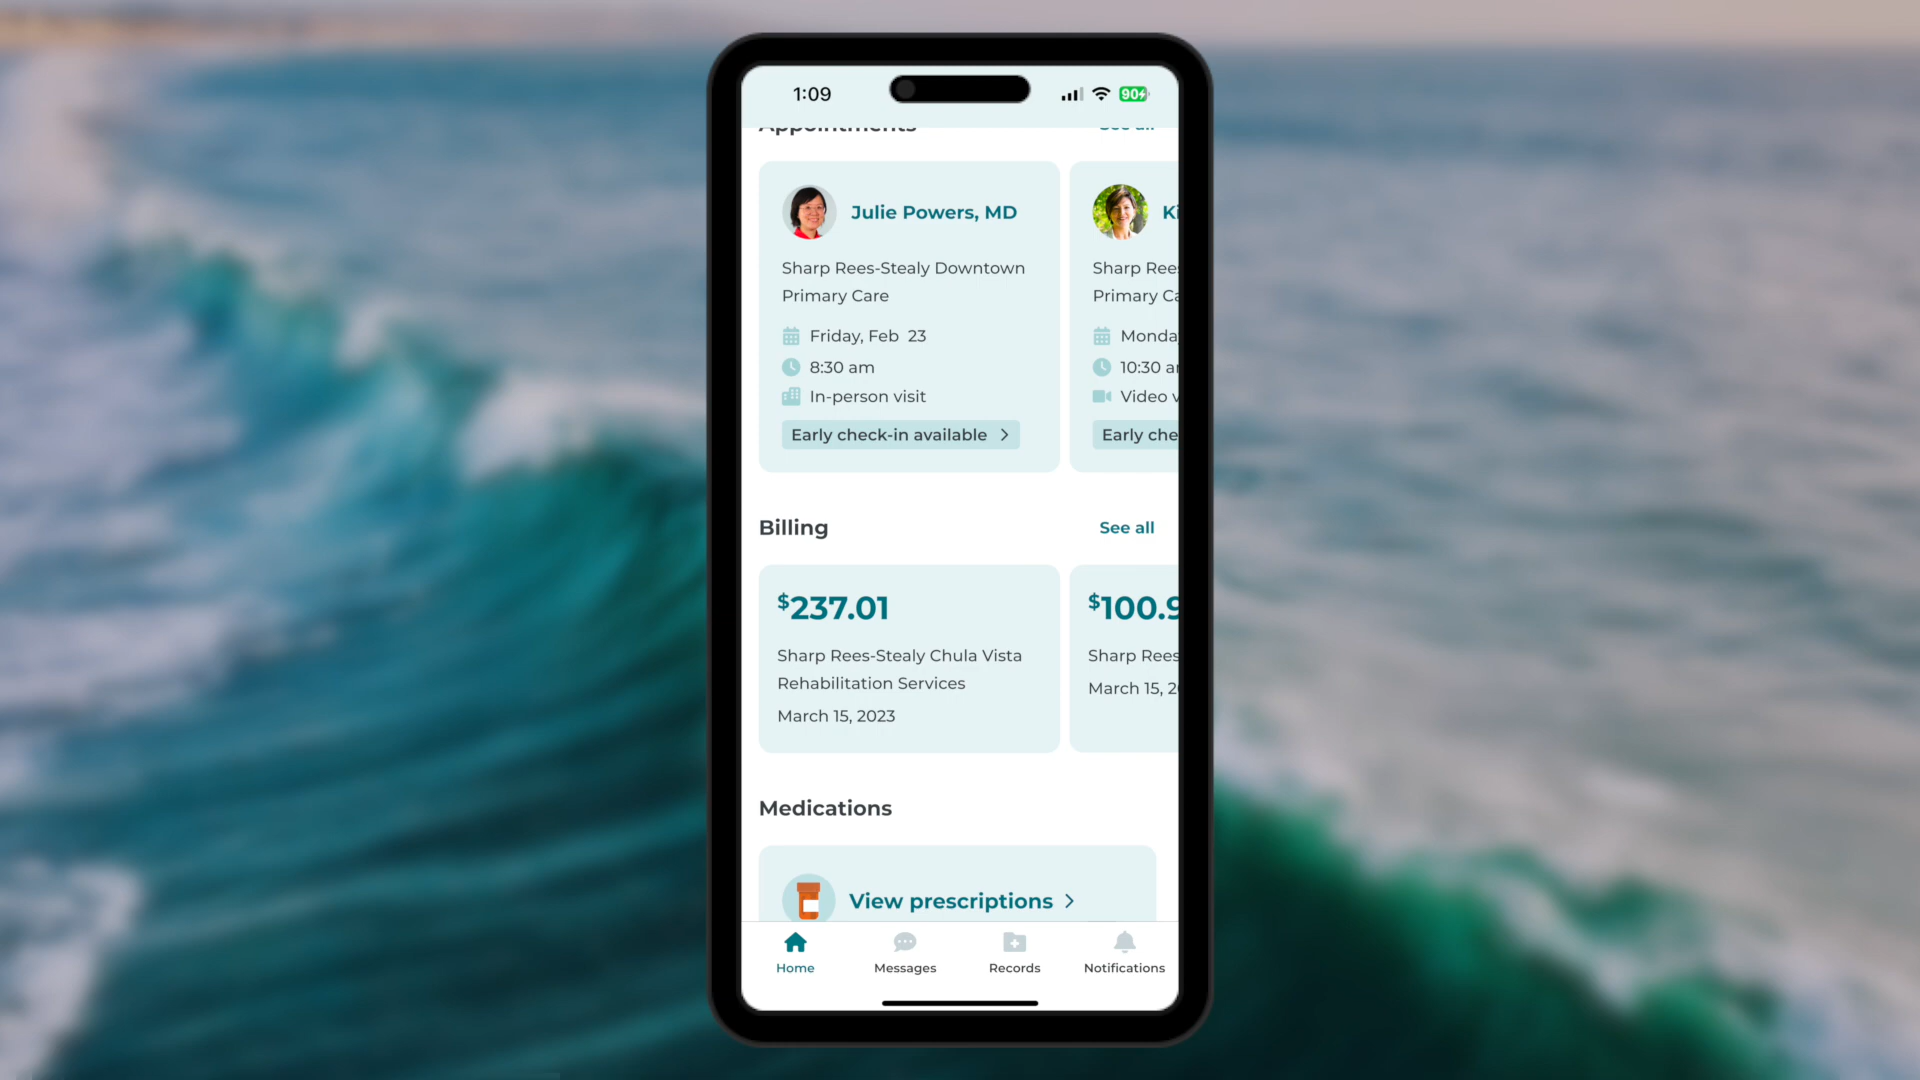 1:09
90
Appointments
See all
Julie Powers, MD
Sharp Rees-Stealy Downtown
Primary Care
Friday, Feb 23
8:30 am
In-person visit
Early check-in available
Ki
Sharp Rees
Primary Ca
Monda
10:30 a
Video v
Early che
Billing
See all
$237.01
Sharp Rees-Stealy Chula Vista
Rehabilitation Services
March 15, 2023
$100.9
Sharp Rees
March 15, 2
Medications
View prescriptions
Home
Messages
Records
Notifications